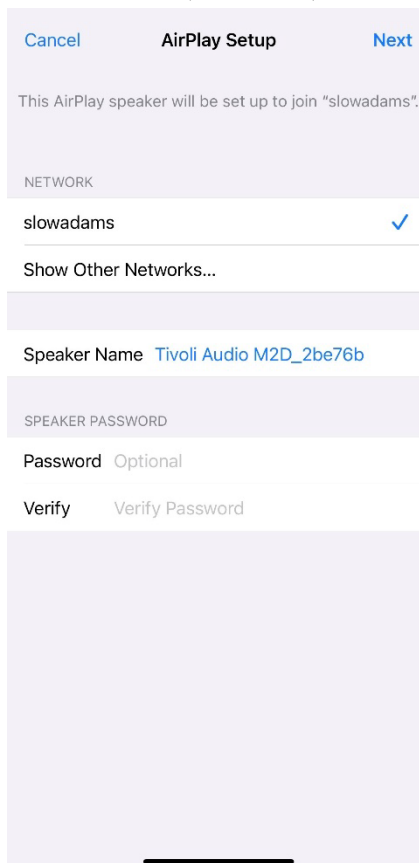 Cancel AirPlay Setup Next
This AirPlay speaker will be set up to join “slowadams”.
NETWORK
slowadams
Show Other Networks...
Speaker Name Tivoli Audio M2D_2be76b
SPEAKER PASSWORD
Password Optional
Verify Verify Password